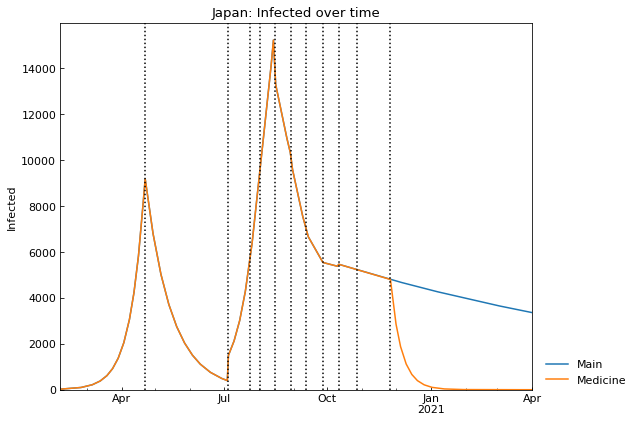 Japan: Infected over time
Infected
14000
12000
10000
8000
6000
4000
2000
0
Apr
Jul
Oct
Jan
2021
Apr
Main
Medicine